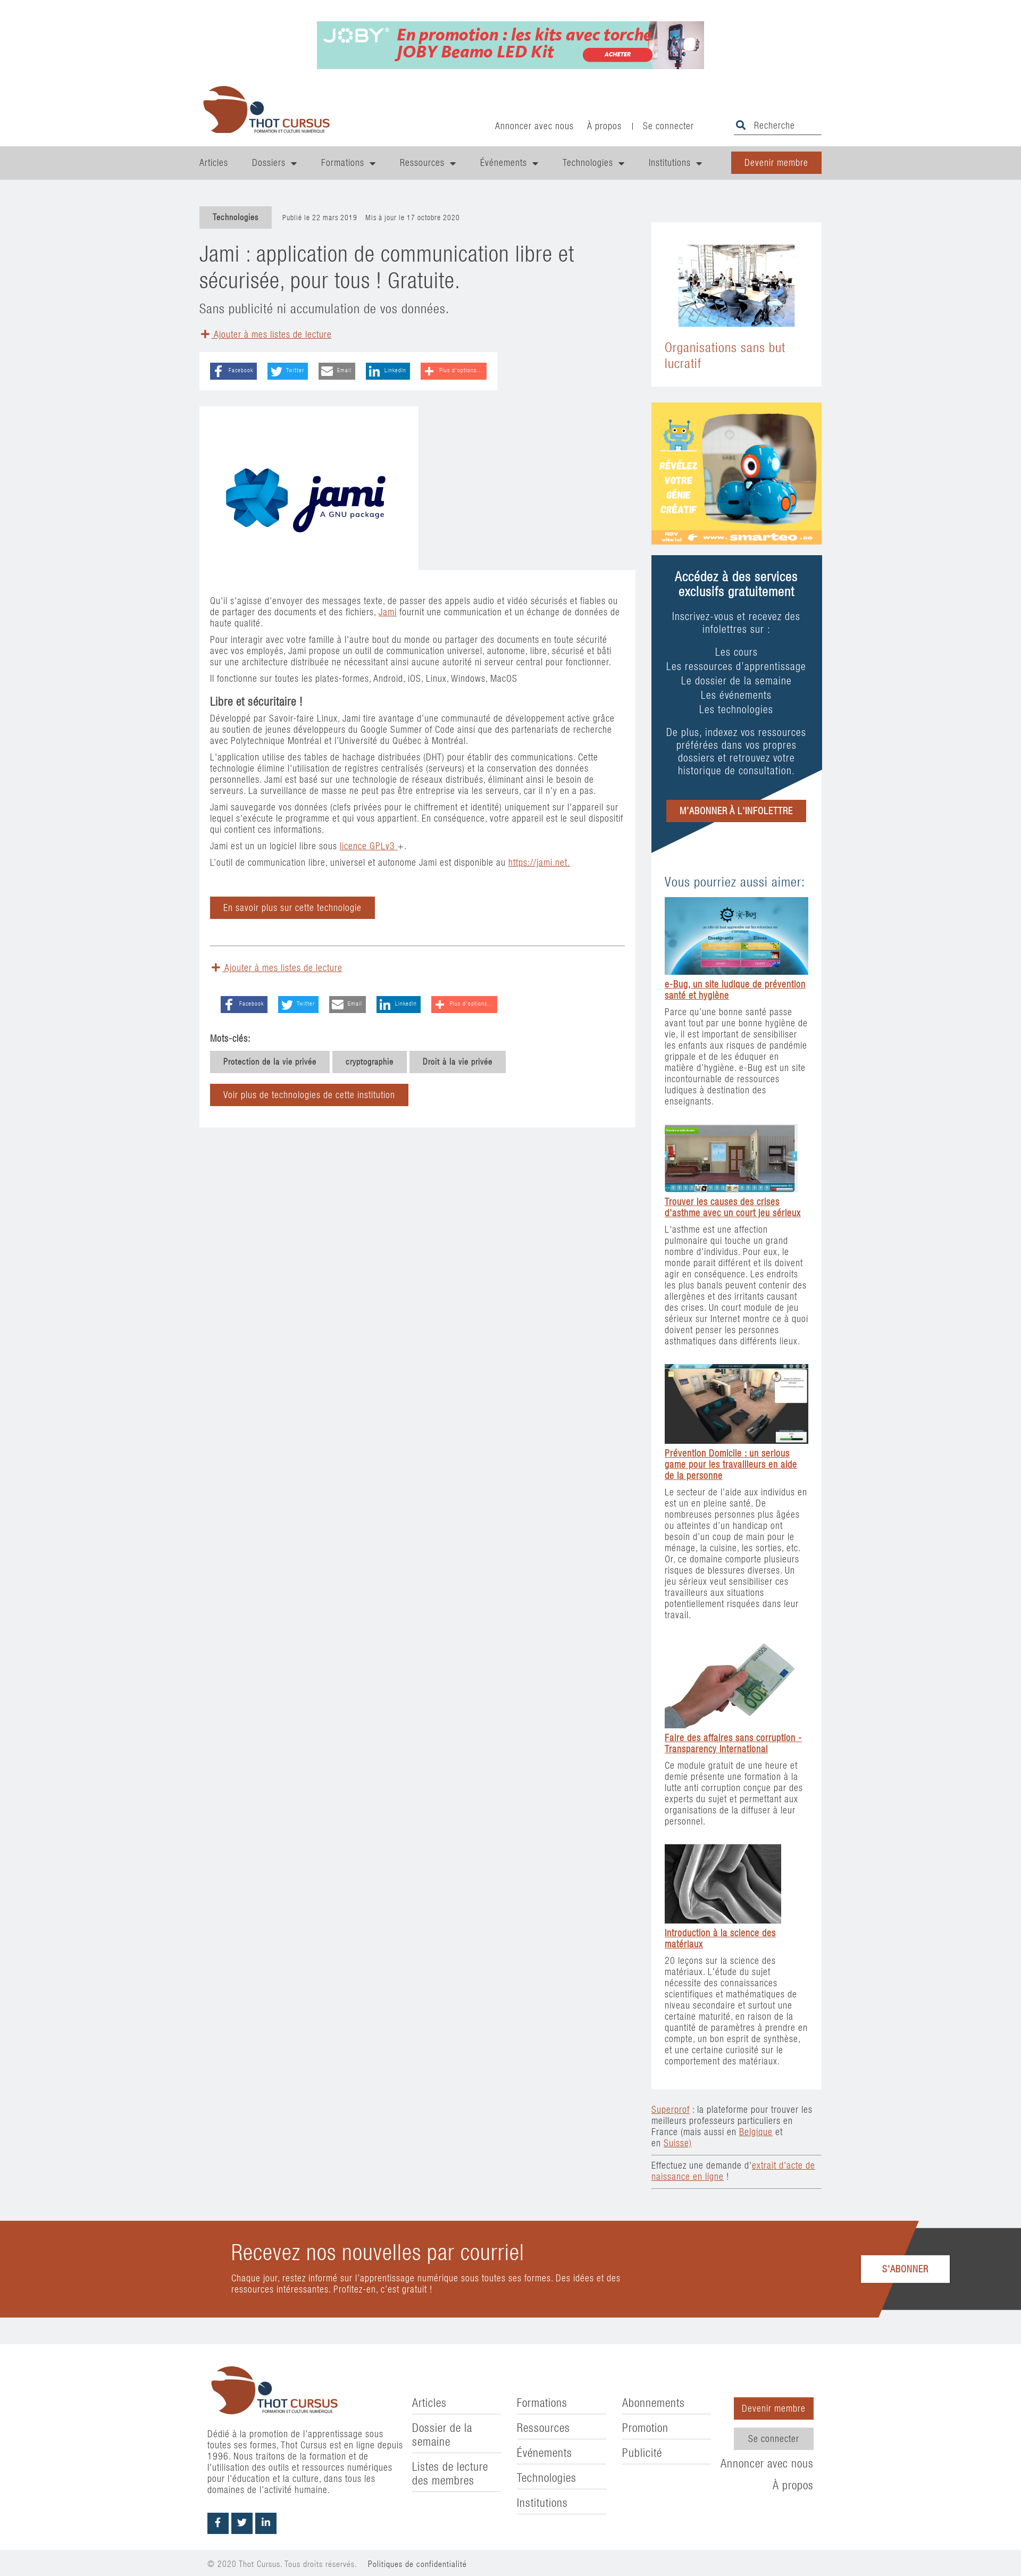 JOBY
En promotion : les kits avec torche
JOBY Beamo LED Kit
ACHETER
THOT CURSUS
FORMATION ET CULTURE NUMÉRIQUE
Annoncer avec nous
À propos
|
Se connecter
Recherche
Articles
Dossiers
Formations
Ressources
Événements
Technologies
Institutions
Devenir membre
Technologies
Publié le 22 mars 2019
Mis à jour le 17 octobre 2020
Jami : application de communication libre et
sécurisée, pour tous ! Gratuite.
Sans publicité ni accumulation de vos données.
Ajouter à mes listes de lecture
Facebook
Twitter
Email
LinkedIn
Plus d'options...
jami
A GNU package
Qu'il s'agisse d'envoyer des messages texte, de passer des appels audio et vidéo sécurisés et fiables ou
de partager des documents et des fichiers, Jami fournit une communication et un échange de données de
haute qualité.
Pour interagir avec votre famille à l'autre bout du monde ou partager des documents en toute sécurité
avec vos employés, Jami propose un outil de communication universel, autonome, libre, sécurisé et bâti
sur une architecture distribuée ne nécessitant ainsi aucune autorité ni serveur central pour fonctionner.
Il fonctionne sur toutes les plates-formes, Android, iOS, Linux, Windows, MacOS
Libre et sécuritaire !
Développé par Savoir-faire Linux, Jami tire avantage d'une communauté de développement active grâce
au soutien de jeunes développeurs du Google Summer of Code ainsi que des partenariats de recherche
avec Polytechnique Montréal et l'Université du Québec à Montréal.
L'application utilise des tables de hachage distribuées (DHT) pour établir des communications. Cette
technologie élimine l'utilisation de registres centralisés (serveurs) et la conservation des données
personnelles. Jami est basé sur une technologie de réseaux distribués, éliminant ainsi le besoin de
serveurs. La surveillance de masse ne peut pas être entreprise via les serveurs, car il n'y en a pas.
Jami sauvegarde vos données (clefs privées pour le chiffrement et identité) uniquement sur l'appareil sur
lequel s'exécute le programme et qui vous appartient. En conséquence, votre appareil est le seul dispositif
qui contient ces informations.
Jami est un un logiciel libre sous licence GPLv3 +.
L'outil de communication libre, universel et autonome Jami est disponible au https://jami.net.
En savoir plus sur cette technologie
Ajouter à mes listes de lecture
Facebook
Twitter
Email
LinkedIn
Plus d'options...
Mots-clés:
Protection de la vie privée
cryptographie
Droit à la vie privée
Voir plus de technologies de cette institution
Organisations sans but
lucratif
RÉVÉLEZ
VOTRE
GÉNIE
CRÉATIF
www.smarteo.co
Accédez à des services
exclusifs gratuitement
Inscrivez-vous et recevez des
infolettres sur :
Les cours
Les ressources d'apprentissage
Le dossier de la semaine
Les événements
Les technologies
De plus, indexez vos ressources
préférées dans vos propres
dossiers et retrouvez votre
historique de consultation.
M'ABONNER À L'INFOLETTRE
Vous pourriez aussi aimer:
e-Bug
Enseignants
Elèves
e-Bug, un site ludique de prévention
santé et hygiène
Parce qu'une bonne santé passe
avant tout par une bonne hygiène de
vie, il est important de sensibiliser
les enfants aux risques de pandémie
grippale et de les éduquer en
matière d'hygiène. e-Bug est un site
incontournable de ressources
ludiques à destination des
enseignants.
Trouver les causes des crises
d'asthme avec un court jeu sérieux
L'asthme est une affection
pulmonaire qui touche un grand
nombre d'individus. Pour eux, le
monde parait différent et ils doivent
agir en conséquence. Les endroits
les plus banals peuvent contenir des
allergènes et des irritants causant
des crises. Un court module de jeu
sérieux sur Internet montre ce à quoi
doivent penser les personnes
asthmatiques dans différents lieux.
Prévention Domicile : un serious
game pour les travailleurs en aide
de la personne
Le secteur de l'aide aux individus en
est un en pleine santé. De
nombreuses personnes plus âgées
ou atteintes d'un handicap ont
besoin d'un coup de main pour le
ménage, la cuisine, les sorties, etc.
Or, ce domaine comporte plusieurs
risques de blessures diverses. Un
jeu sérieux veut sensibiliser ces
travailleurs aux situations
potentiellement risquées dans leur
travail.
Faire des affaires sans corruption -
Transparency International
Ce module gratuit de une heure et
demie présente une formation à la
lutte anti corruption conçue par des
experts du sujet et permettant aux
organisations de la diffuser à leur
personnel.
Introduction à la science des
matériaux
20 leçons sur la science des
matériaux. L'étude du sujet
nécessite des connaissances
scientifiques et mathématiques de
niveau secondaire et surtout une
certaine maturité, en raison de la
quantité de paramètres à prendre en
compte, un bon esprit de synthèse,
et une certaine curiosité sur le
comportement des matériaux.
Superprof : la plateforme pour trouver les
meilleurs professeurs particuliers en
France (mais aussi en Belgique et
en Suisse)
Effectuez une demande d'extrait d'acte de
naissance en ligne !
Recevez nos nouvelles par courriel
Chaque jour, restez informé sur l'apprentissage numérique sous toutes ses formes. Des idées et des
ressources intéressantes. Profitez-en, c'est gratuit !
S'ABONNER
THOT CURSUS
FORMATION ET CULTURE NUMÉRIQUE
Dédié à la promotion de l'apprentissage sous
toutes ses formes, Thot Cursus est en ligne depuis
1996. Nous traitons de la formation et de
l'utilisation des outils et ressources numériques
pour l'éducation et la culture, dans tous les
domaines de l'activité humaine.
Articles
Dossier de la
semaine
Listes de lecture
des membres
Formations
Ressources
Événements
Technologies
Institutions
Abonnements
Promotion
Publicité
Devenir membre
Se connecter
Annoncer avec nous
À propos
© 2020 Thot Cursus. Tous droits réservés.
Politiques de confidentialité